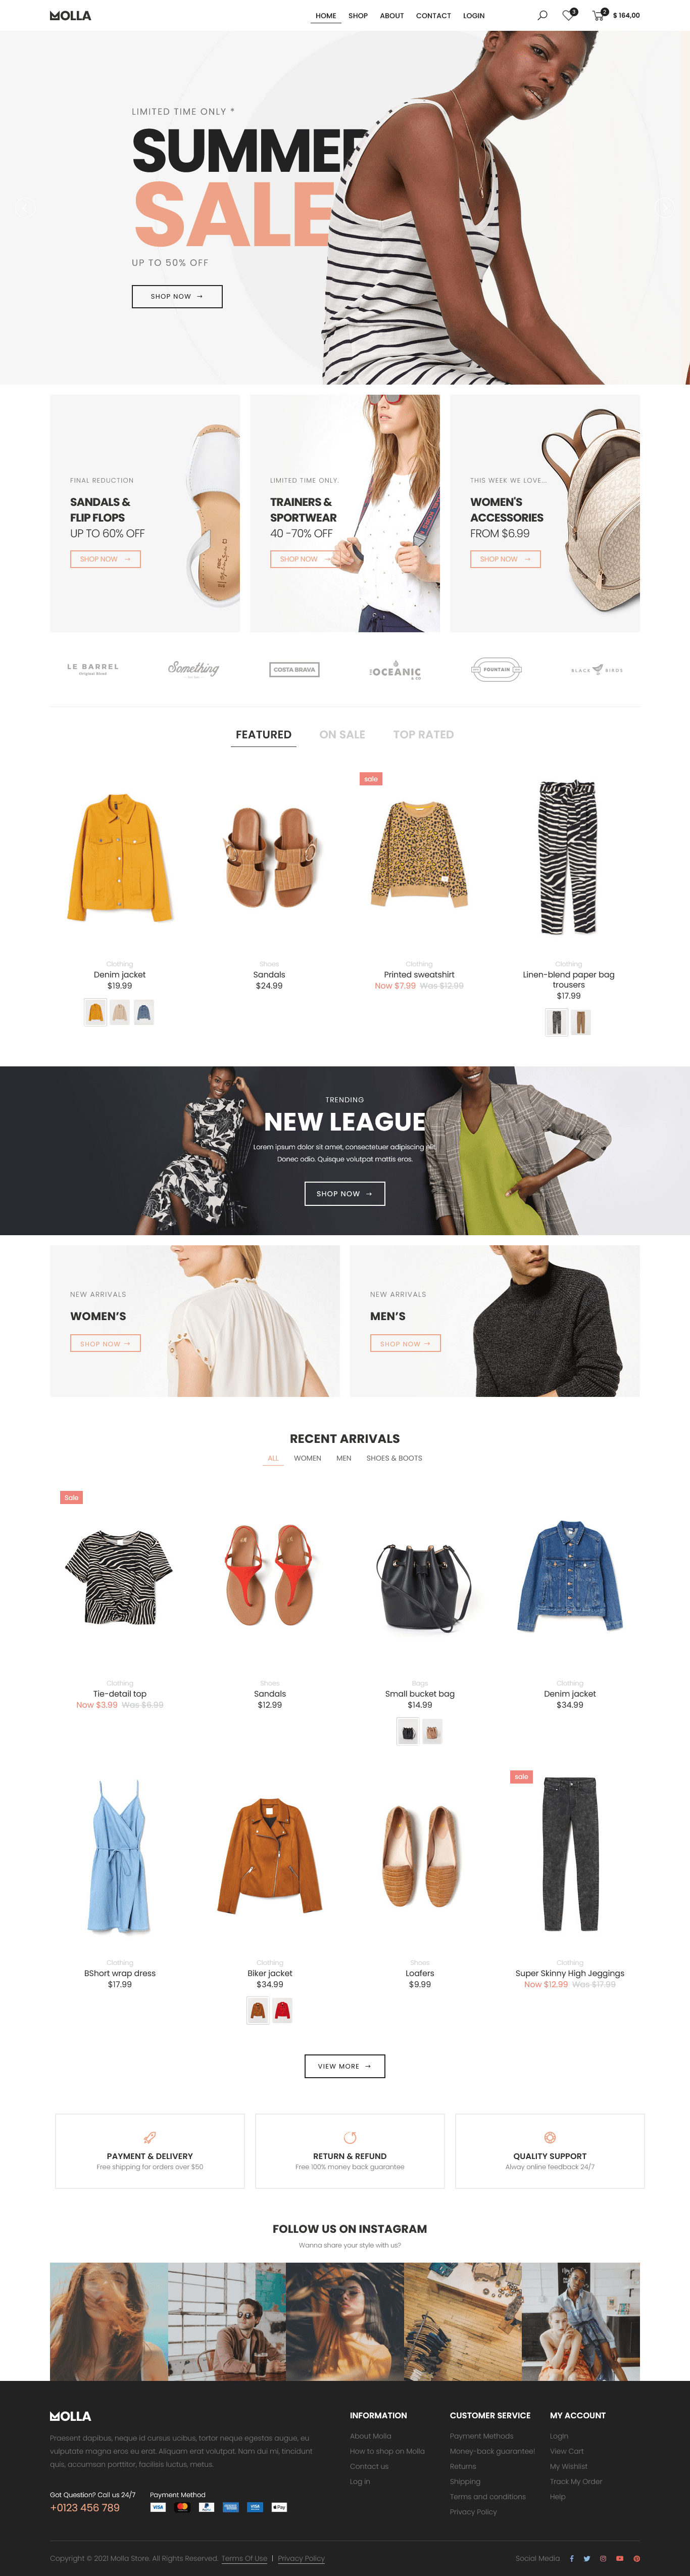 MOLLA
HOME SHOP ABOUT CONTACT LOGIN
3
2
$ 164,00
LIMITED TIME ONLY *
SUMMER
SALE
UP TO 50% OFF
SHOP NOW →
FINAL REDUCTION
SANDALS &
FLIP FLOPS
UP TO 60% OFF
SHOP NOW →
LIMITED TIME ONLY.
TRAINERS &
SPORTWEAR
40 -70% OFF
SHOP NOW →
THIS WEEK WE LOVE...
WOMEN'S
ACCESSORIES
FROM $6.99
SHOP NOW →
LE BARREL
Original Blend
Something
COSTA BRAVA
OCEANIC
& CO
FOUNTAIN
BLACK BIRDS
FEATURED ON SALE TOP RATED
Clothing
Denim jacket
$19.99
Shoes
Sandals
$24.99
sale
Clothing
Printed sweatshirt
Now $7.99 Was $12.99
Clothing
Linen-blend paper bag
trousers
$17.99
TRENDING
NEW LEAGUE
Lorem ipsum dolor sit amet, consectetuer adipiscing elit.
Donec odio. Quisque volutpat mattis eros.
SHOP NOW →
NEW ARRIVALS
WOMEN'S
SHOP NOW →
NEW ARRIVALS
MEN'S
SHOP NOW →
RECENT ARRIVALS
ALL WOMEN MEN SHOES & BOOTS
Sale
Clothing
Tie-detail top
Now $3.99 Was $6.99
Shoes
Sandals
$12.99
Bags
Small bucket bag
$14.99
Clothing
Denim jacket
$34.99
Clothing
BShort wrap dress
$17.99
Clothing
Biker jacket
$34.99
Shoes
Loafers
$9.99
sale
Clothing
Super Skinny High Jeggings
Now $12.99 Was $17.99
VIEW MORE →
PAYMENT & DELIVERY
Free shipping for orders over $50
RETURN & REFUND
Free 100% money back guarantee
QUALITY SUPPORT
Alway online feedback 24/7
FOLLOW US ON INSTAGRAM
Wanna share your style with us?
MOLLA
Praesent dapibus, neque id cursus ucibus, tortor neque egestas augue, eu
vulputate magna eros eu erat. Aliquam erat volutpat. Nam dui mi, tincidunt
quis, accumsan porttitor, facilisis luctus, metus.
Got Question? Call us 24/7
+0123 456 789
Payment Method
VISA
Pay
INFORMATION
About Molla
How to shop on Molla
Contact us
Log in
CUSTOMER SERVICE
Payment Methods
Money-back guarantee!
Returns
Shipping
Terms and conditions
Privacy Policy
MY ACCOUNT
Login
View Cart
My Wishlist
Track My Order
Help
Copyright © 2021 Molla Store. All Rights Reserved. Terms Of Use | Privacy Policy
Social Media